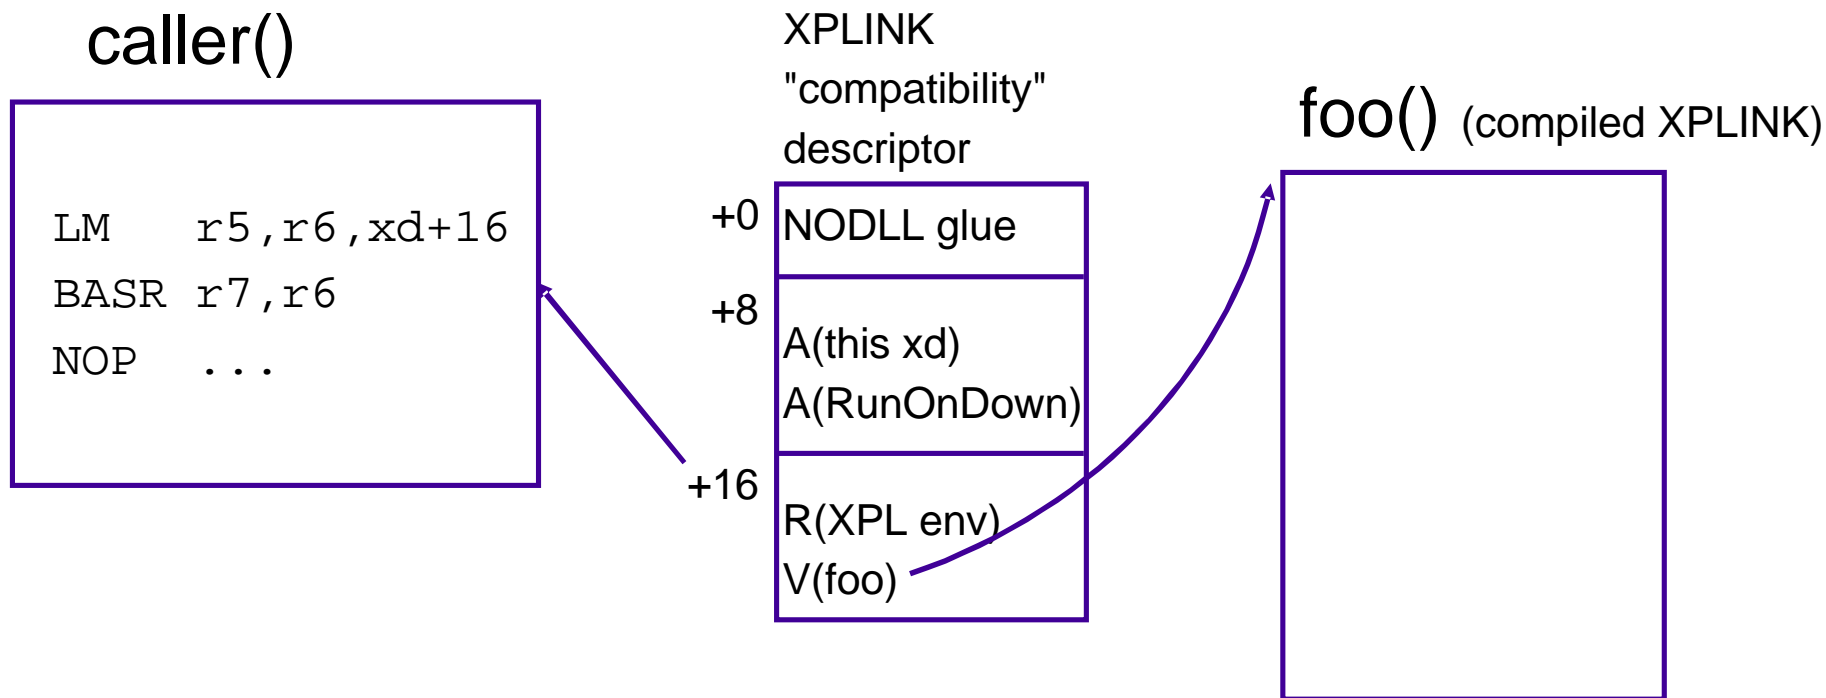 caller()
LM r5,r6,xd+16
BASR r7,r6
NOP ...
XPLINK
"compatibility"
descriptor
+0 NODLL glue
+8
A(this xd)
A(RunOnDown)
+16
R(XPL env)
V(foo)
foo() (compiled XPLINK)